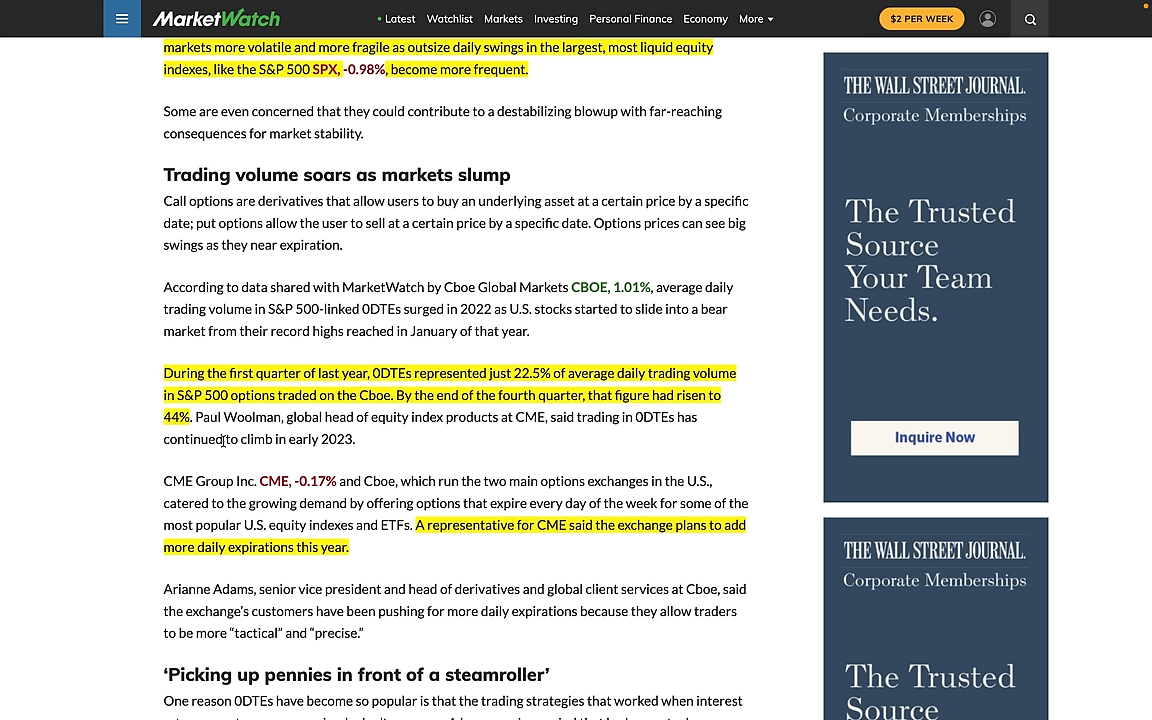 MarketWatch
Latest Watchlist Markets Investing Personal Finance Economy More
$2 PER WEEK
markets more volatile and more fragile as outsize daily swings in the largest, most liquid equity
indexes, like the S&P 500 SPX, -0.98%, become more frequent.
Some are even concerned that they could contribute to a destabilizing blowup with far-reaching
consequences for market stability.
Trading volume soars as markets slump
Call options are derivatives that allow users to buy an underlying asset at a certain price by a specific
date; put options allow the user to sell at a certain price by a specific date. Options prices can see big
swings as they near expiration.
According to data shared with MarketWatch by Cboe Global Markets CBOE, 1.01%, average daily
trading volume in S&P 500-linked 0DTEs surged in 2022 as U.S. stocks started to slide into a bear
market from their record highs reached in January of that year.
During the first quarter of last year, 0DTEs represented just 22.5% of average daily trading volume
in S&P 500 options traded on the Cboe. By the end of the fourth quarter, that figure had risen to
44%. Paul Woolman, global head of equity index products at CME, said trading in 0DTEs has
continued to climb in early 2023.
CME Group Inc. CME, -0.17% and Cboe, which run the two main options exchanges in the U.S.,
catered to the growing demand by offering options that expire every day of the week for some of the
most popular U.S. equity indexes and ETFs. A representative for CME said the exchange plans to add
more daily expirations this year.
Arianne Adams, senior vice president and head of derivatives and global client services at Cboe, said
the exchange’s customers have been pushing for more daily expirations because they allow traders
to be more “tactical” and “precise.”
‘Picking up pennies in front of a steamroller’
One reason 0DTEs have become so popular is that the trading strategies that worked when interest
THE WALL STREET JOURNAL.
Corporate Memberships
The Trusted
Source
Your Team
Needs.
Inquire Now
THE WALL STREET JOURNAL.
Corporate Memberships
The Trusted
Source